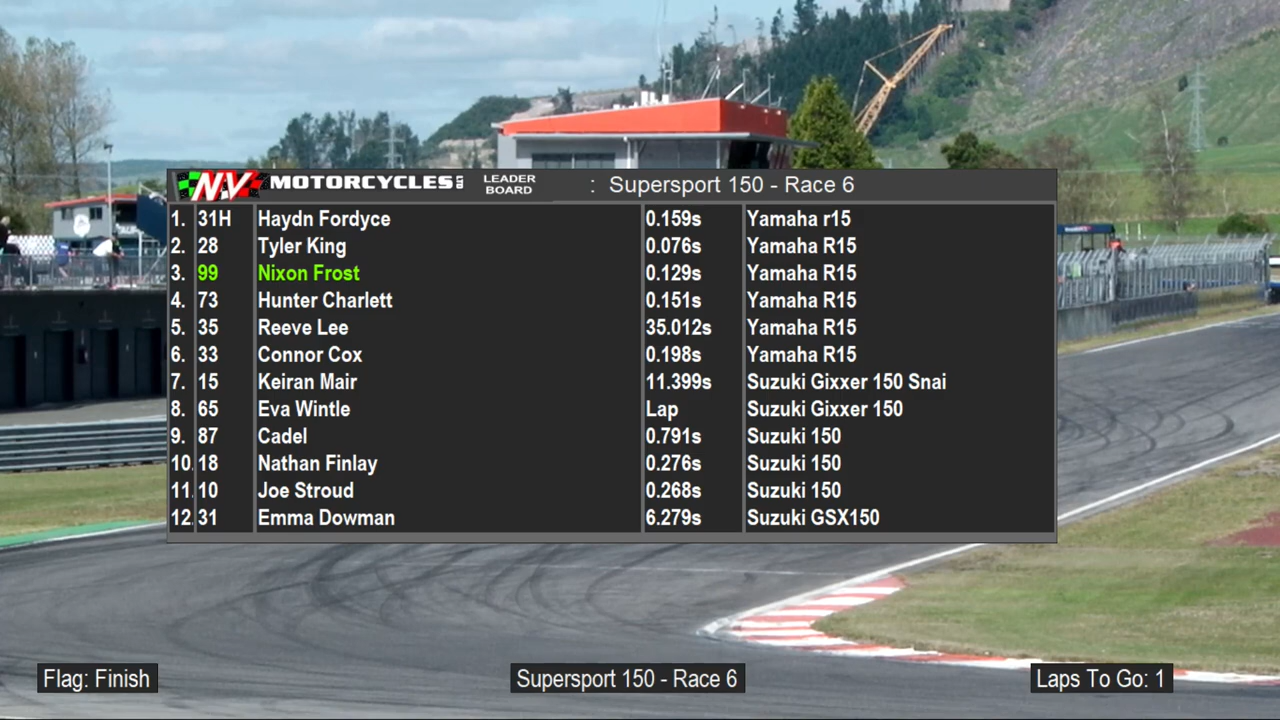 NV MOTORCYCLES LTD LEADER BOARD : Supersport 150 - Race 6
1. 31H Haydn Fordyce 0.159s Yamaha r15
2. 28 Tyler King 0.076s Yamaha R15
3. 99 Nixon Frost 0.129s Yamaha R15
4. 73 Hunter Charlett 0.151s Yamaha R15
5. 35 Reeve Lee 35.012s Yamaha R15
6. 33 Connor Cox 0.198s Yamaha R15
7. 15 Keiran Mair 11.399s Suzuki Gixxer 150 Snai
8. 65 Eva Wintle Lap Suzuki Gixxer 150
9. 87 Cadel 0.791s Suzuki 150
10. 18 Nathan Finlay 0.276s Suzuki 150
11. 10 Joe Stroud 0.268s Suzuki 150
12. 31 Emma Dowman 6.279s Suzuki GSX150
Flag: Finish Supersport 150 - Race 6 Laps To Go: 1